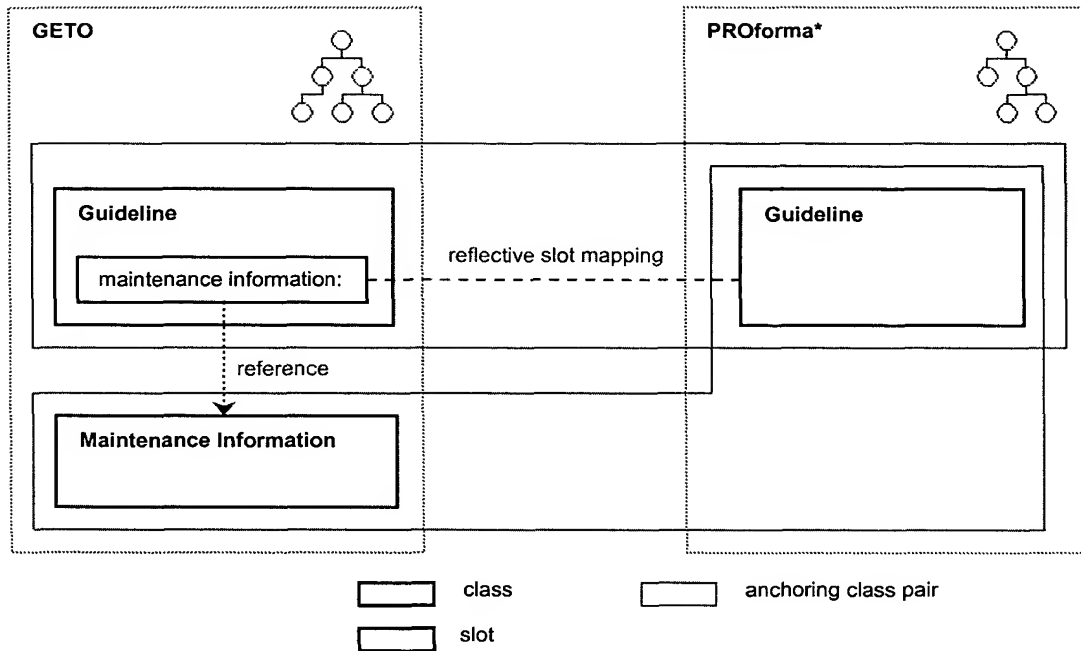 GETO
PROforma*
Guideline
Guideline
maintenance information:
reflective slot mapping
reference
Maintenance Information
class
anchoring class pair
slot